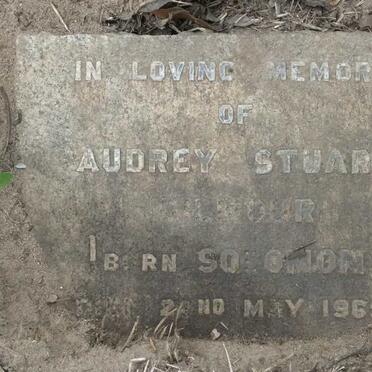 IN LOVING MEMOR
OF
AUDREY STUAR
BORN SOLOMON
22ND MAY 196